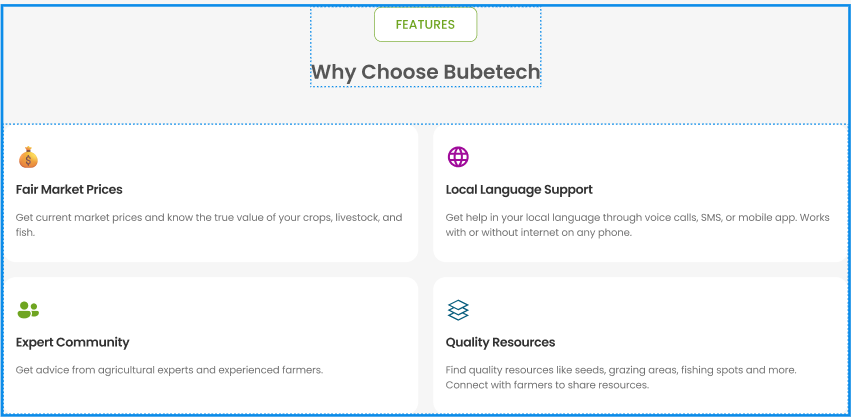 FEATURES
Why Choose Bubetech
Fair Market Prices
Get current market prices and know the true value of your crops, livestock, and
fish.
Local Language Support
Get help in your local language through voice calls, SMS, or mobile app. Works
with or without internet on any phone.
Expert Community
Get advice from agricultural experts and experienced farmers.
Quality Resources
Find quality resources like seeds, grazing areas, fishing spots and more.
Connect with farmers to share resources.